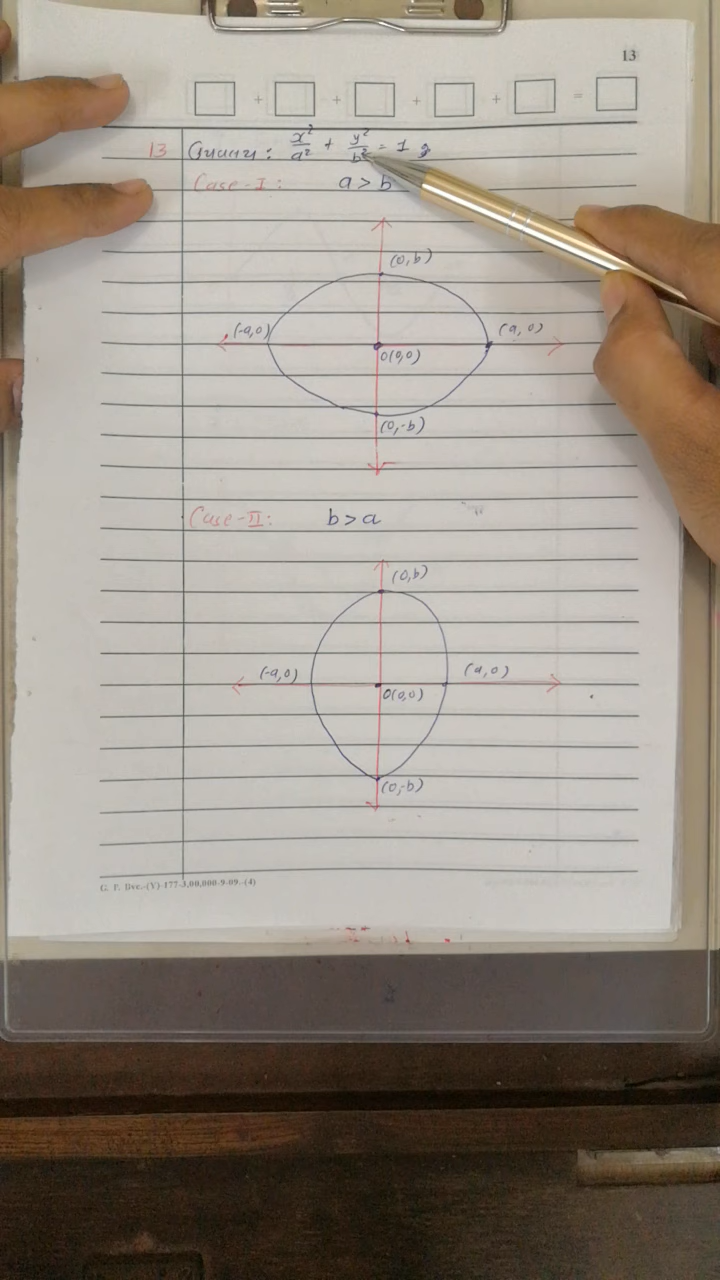 13
+ + + + =
13 ઉપવલય : x²/a² + y²/b² = 1 ;
Case-I: a > b
(0, b)
(-a, 0) (a, 0)
O(0,0)
(0, -b)
Case-II: b > a
(0, b)
(-a, 0) (a, 0)
O(0,0)
(0, -b)